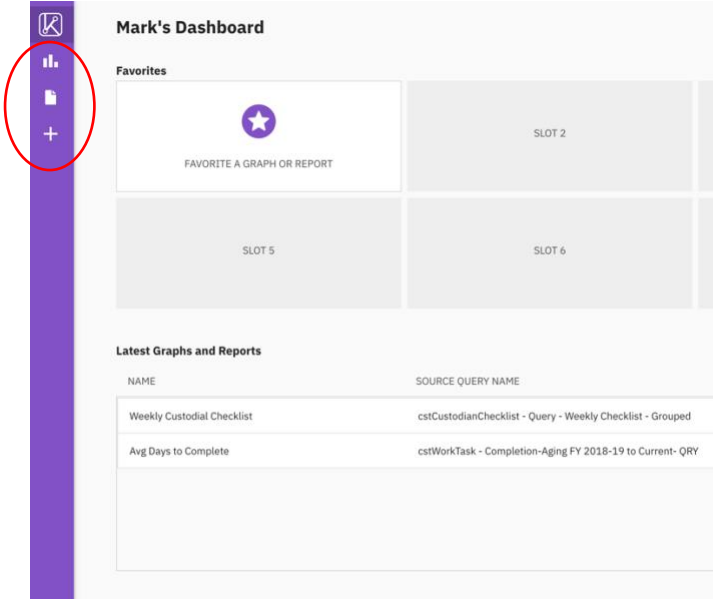 Mark's Dashboard
Favorites
FAVORITE A GRAPH OR REPORT
SLOT 2
SLOT 5
SLOT 6
Latest Graphs and Reports
NAME
SOURCE QUERY NAME
Weekly Custodial Checklist
cstCustodianChecklist - Query - Weekly Checklist - Grouped
Avg Days to Complete
cstWorkTask - Completion-Aging FY 2018-19 to Current- QRY